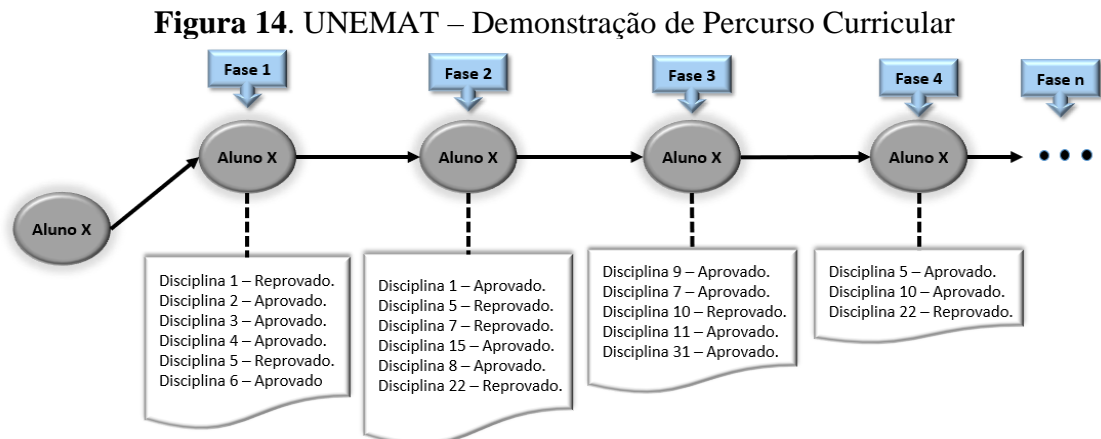 Figura 14. UNEMAT – Demonstração de Percurso Curricular
Fase 1
Fase 2
Fase 3
Fase 4
Fase n
Aluno X
Aluno X
Aluno X
Aluno X
Aluno X
Disciplina 1 – Reprovado.
Disciplina 2 – Aprovado.
Disciplina 3 – Aprovado.
Disciplina 4 – Aprovado.
Disciplina 5 – Reprovado.
Disciplina 6 – Aprovado
Disciplina 1 – Aprovado.
Disciplina 5 – Reprovado.
Disciplina 7 – Reprovado.
Disciplina 15 – Aprovado.
Disciplina 8 – Aprovado.
Disciplina 22 – Reprovado.
Disciplina 9 – Aprovado.
Disciplina 7 – Aprovado.
Disciplina 10 – Reprovado.
Disciplina 11 – Aprovado.
Disciplina 31 – Aprovado.
Disciplina 5 – Aprovado.
Disciplina 10 – Aprovado.
Disciplina 22 – Reprovado.